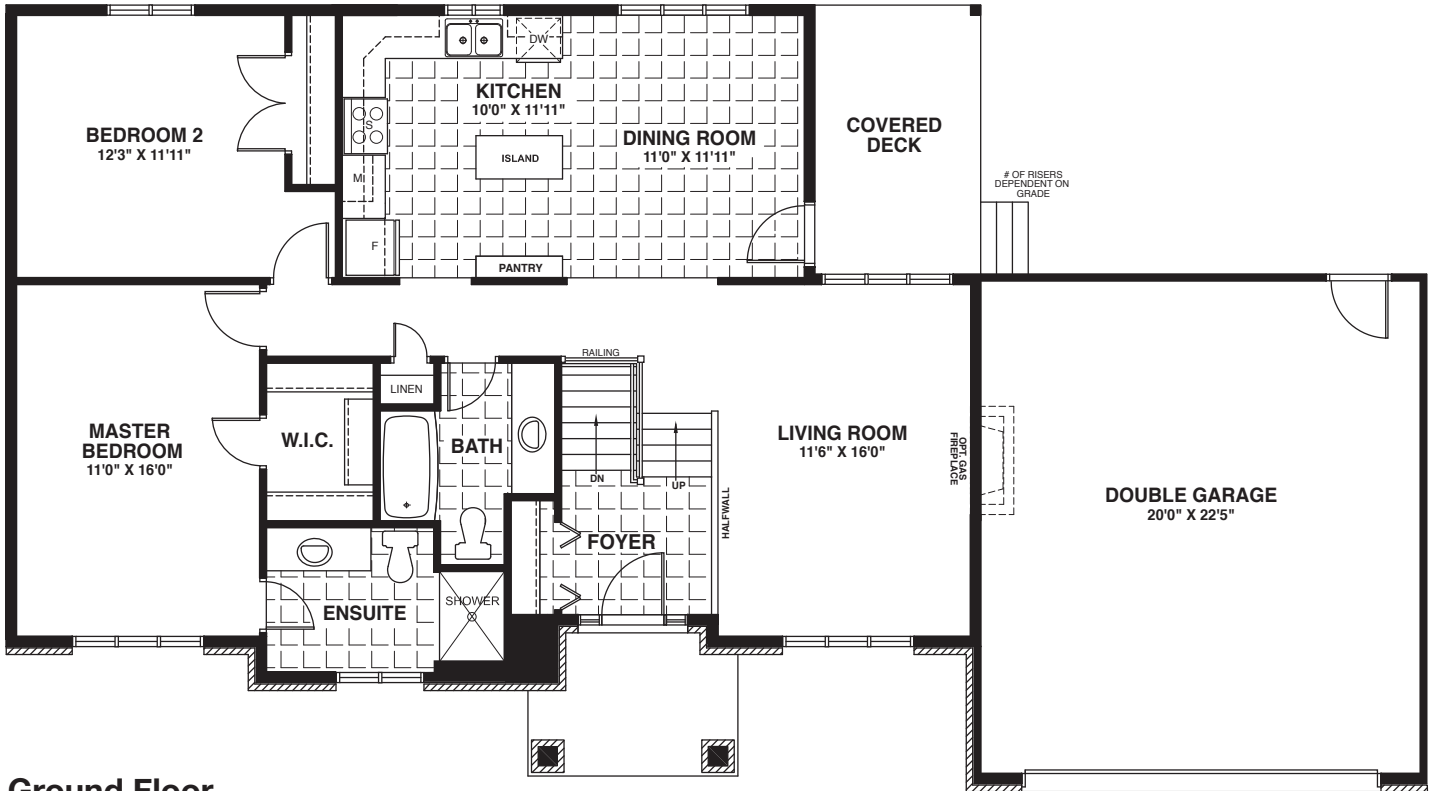 BEDROOM 2
12'3" X 11'11"
KITCHEN
10'0" X 11'11"
DW
S
M
F
ISLAND
PANTRY
DINING ROOM
11'0" X 11'11"
COVERED
DECK
# OF RISERS
DEPENDENT ON
GRADE
MASTER
BEDROOM
11'0" X 16'0"
W.I.C.
LINEN
BATH
RAILING
DN
UP
HALFWALL
FOYER
ENSUITE
SHOWER
LIVING ROOM
11'6" X 16'0"
OPT. GAS
FIREPLACE
DOUBLE GARAGE
20'0" X 22'5"
Ground Floor